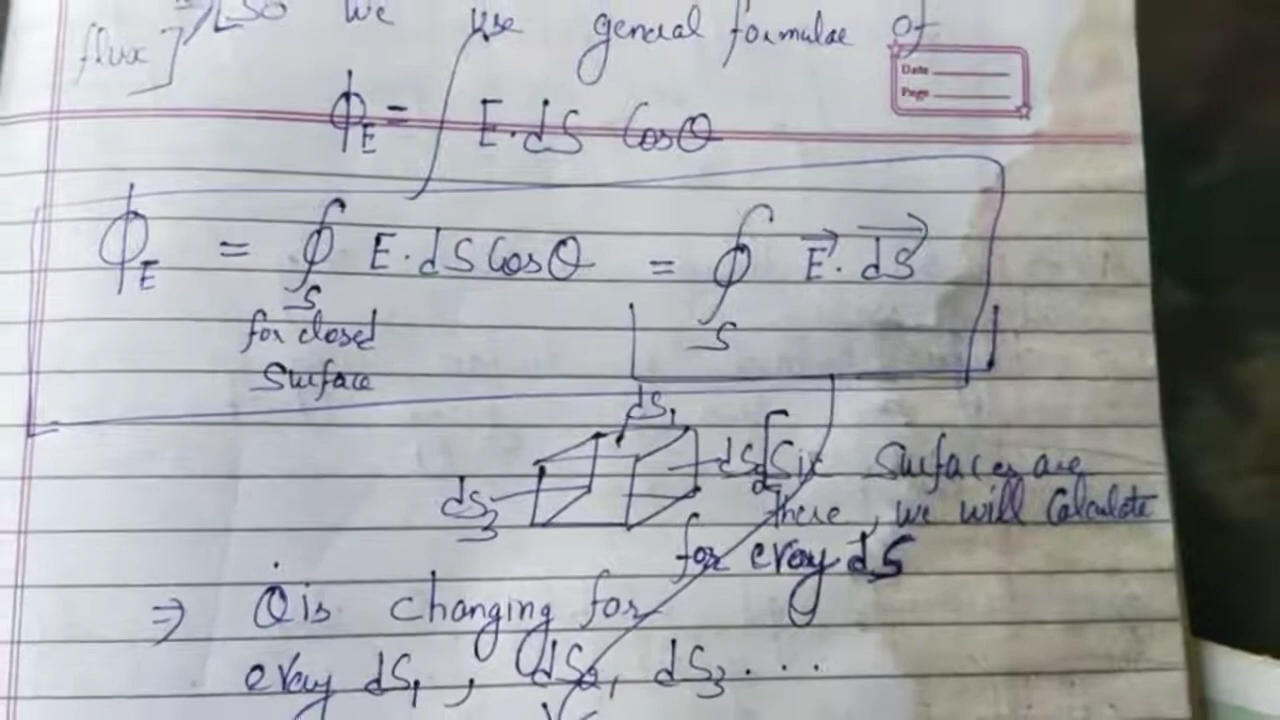 So we use general formulae of
flux]
Date
Page
ϕE = ∫ E·dS Cosθ
ϕE = ∮S E·dS Cosθ = ∮S E⃗·dS⃗
for closed
Surface
dS1
dS2 [Six Surfaces are
dS3
there, we will Calculate
for every dS
⇒ θ is changing for
every dS1, dS2, dS3...